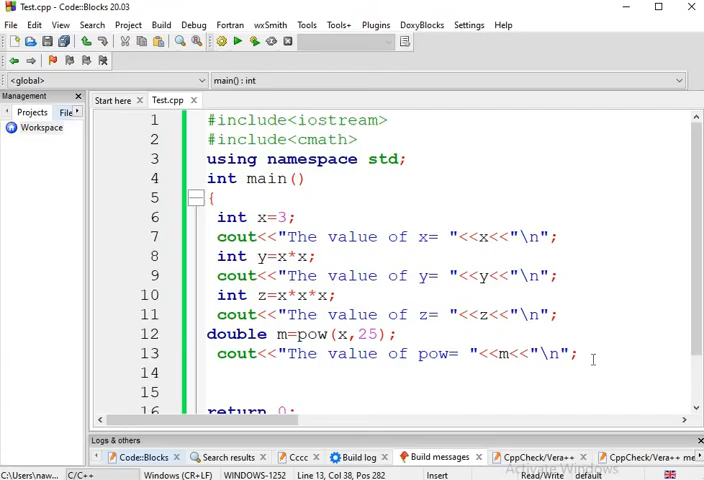 Test.cpp - Code::Blocks 20.03
File Edit View Search Project Build Debug Fortran wxSmith Tools Tools+ Plugins DoxyBlocks Settings Help
<global> main() : int
Management
Projects File
Workspace
Start here Test.cpp
1 #include<iostream>
2 #include<cmath>
3 using namespace std;
4 int main()
5 {
6 int x=3;
7 cout<<"The value of x= "<<x<<"\n";
8 int y=x*x;
9 cout<<"The value of y= "<<y<<"\n";
10 int z=x*x*x;
11 cout<<"The value of z= "<<z<<"\n";
12 double m=pow(x,25);
13 cout<<"The value of pow= "<<m<<"\n";
14
15
16 return 0;
Logs & others
Code::Blocks Search results Cccc Build log Build messages CppCheck/Vera++ CppCheck/Vera++ me
Activate Windows
C:\Users\naw... C/C++ Windows (CR+LF) WINDOWS-1252 Line 13, Col 38, Pos 282 Insert Read/Write default